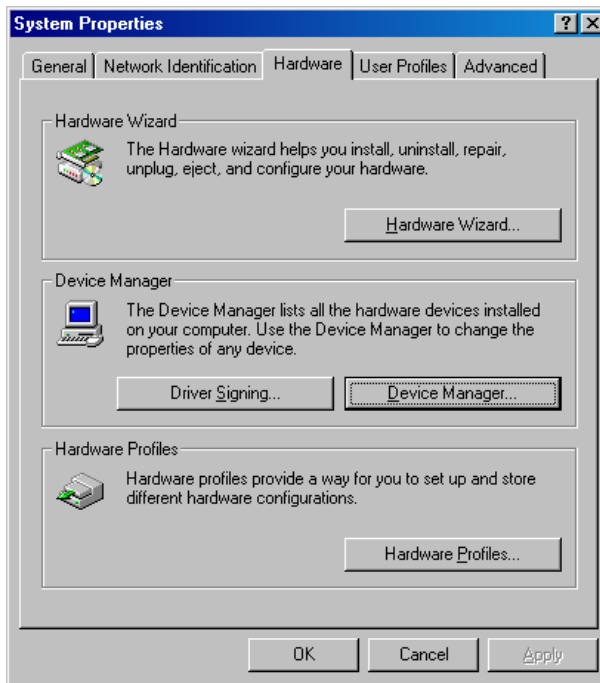 System Properties
General Network Identification Hardware User Profiles Advanced
Hardware Wizard
The Hardware wizard helps you install, uninstall, repair,
unplug, eject, and configure your hardware.
Hardware Wizard...
Device Manager
The Device Manager lists all the hardware devices installed
on your computer. Use the Device Manager to change the
properties of any device.
Driver Signing... Device Manager...
Hardware Profiles
Hardware profiles provide a way for you to set up and store
different hardware configurations.
Hardware Profiles...
OK Cancel Apply